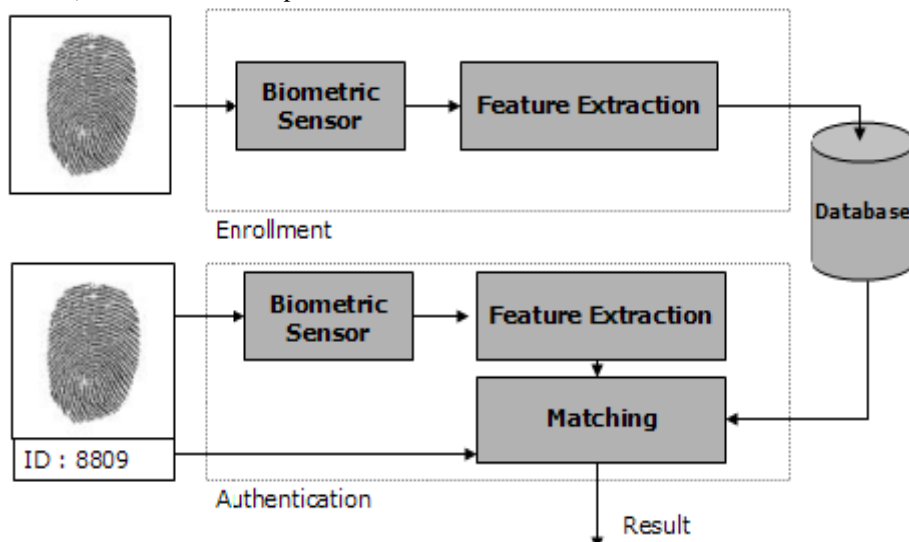 Biometric
Sensor
Feature Extraction
Database
Enrollment
Biometric
Sensor
Feature Extraction
Matching
ID : 8809
Authentication
Result